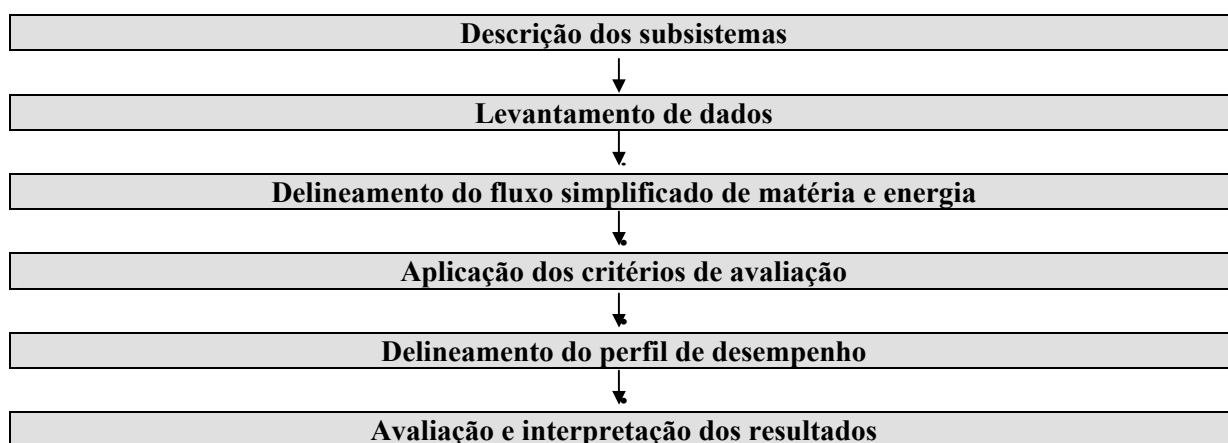 Descrição dos subsistemas
Levantamento de dados
Delineamento do fluxo simplificado de matéria e energia
Aplicação dos critérios de avaliação
Delineamento do perfil de desempenho
Avaliação e interpretação dos resultados